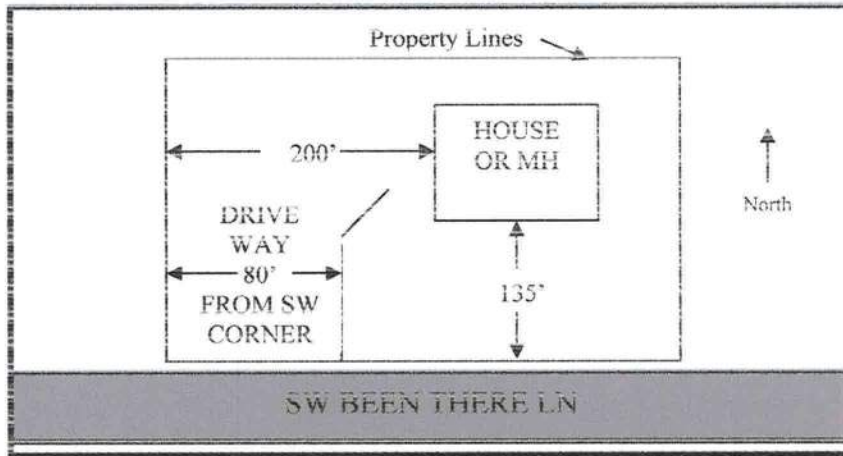 Property Lines
HOUSE
OR MH
200'
North
DRIVE
WAY
80'
FROM SW
CORNER
135'
SW BEEN THERE LN